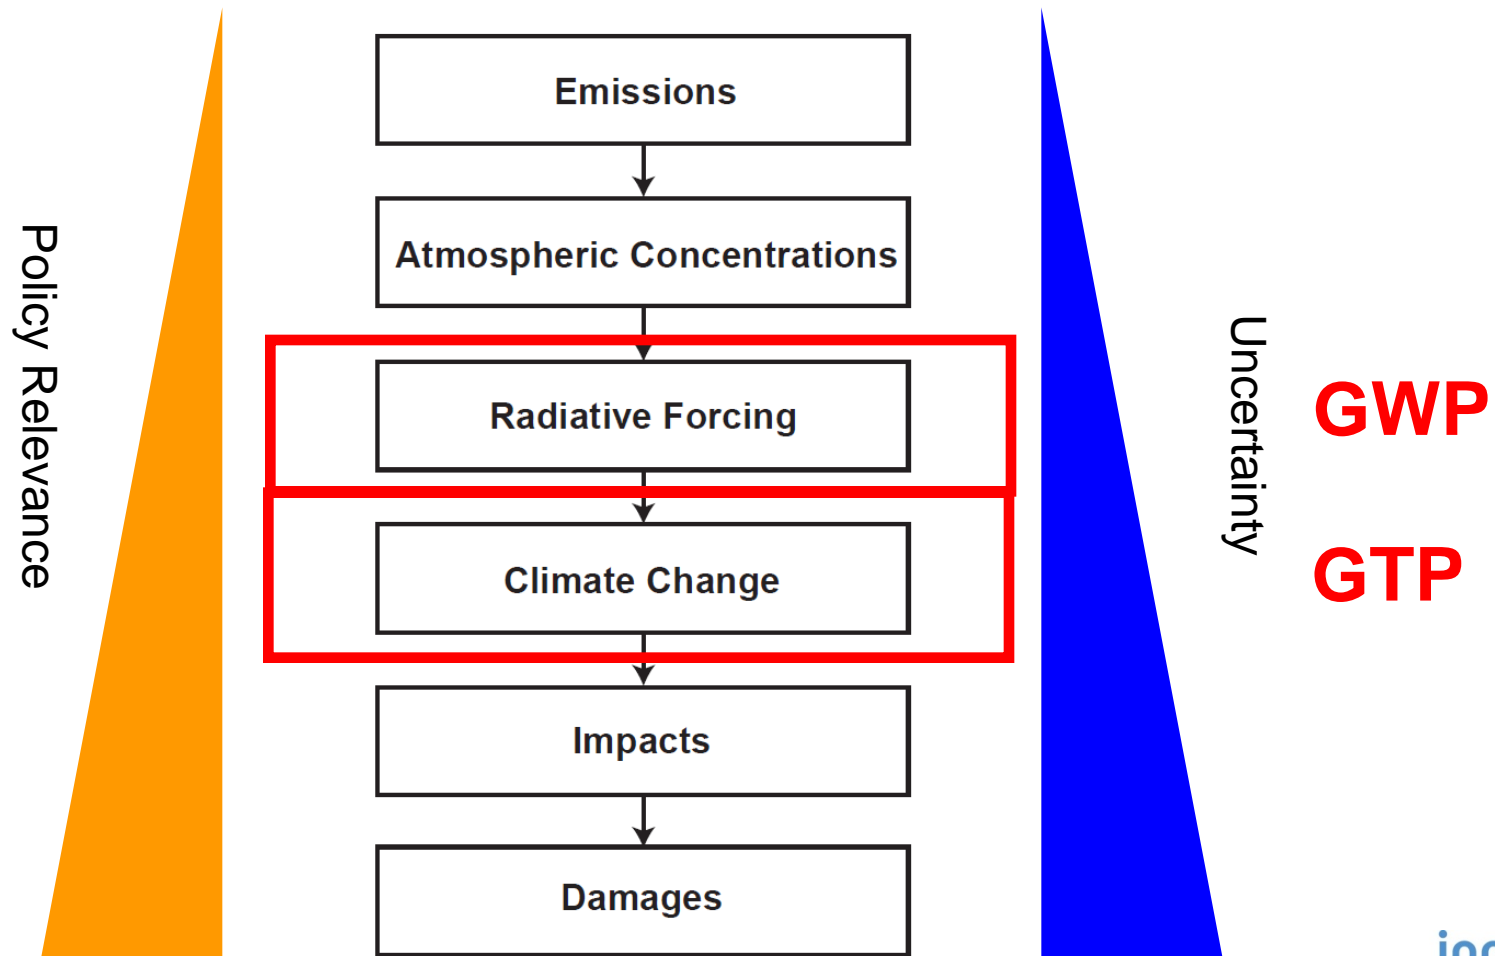 Emissions
Atmospheric Concentrations
Policy Relevance
Radiative Forcing
Uncertainty
GWP
Climate Change
GTP
Impacts
Damages